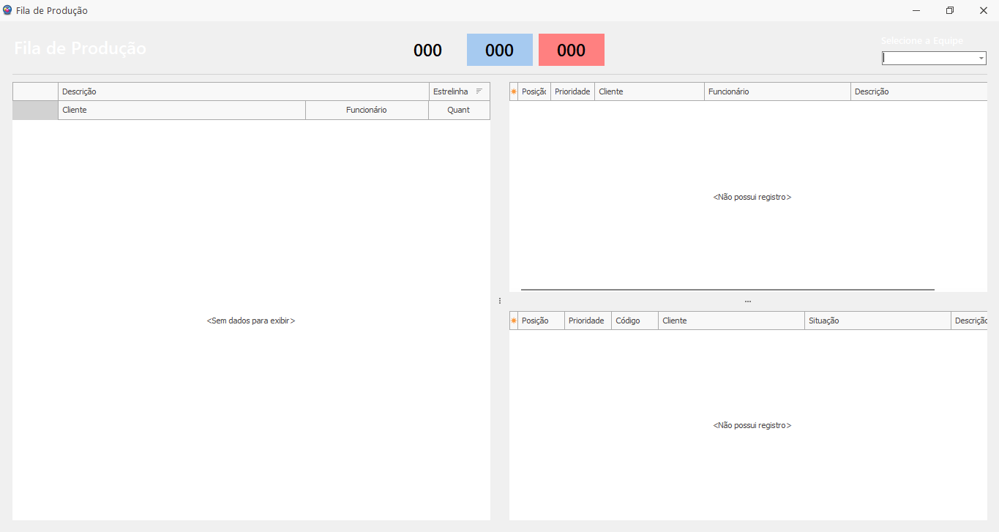 Fila de Produção
Fila de Produção
000 000 000
Selecione a Equipe
Descrição Estrelinha
Cliente Funcionário Quant
<Sem dados para exibir>
Posiçã Prioridade Cliente Funcionário Descrição
<Não possui registro>
Posição Prioridade Código Cliente Situação Descriçã
<Não possui registro>